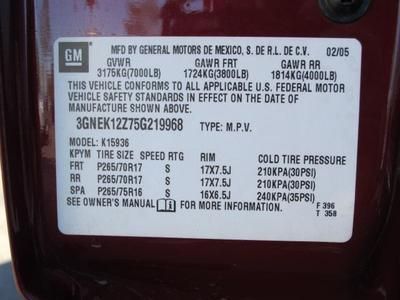 GM
MFD BY GENERAL MOTORS DE MEXICO, S. DE R.L. DE C.V. 02/05
GVWR GAWR FRT GAWR RR
3175KG(7000LB) 1724KG(3800LB) 1814KG(4000LB)
THIS VEHICLE CONFORMS TO ALL APPLICABLE U.S. FEDERAL MOTOR
VEHICLE SAFETY STANDARDS IN EFFECT ON THE DATE OF
MANUFACTURE SHOWN ABOVE.
3GNEK12Z75G219968 TYPE: M.P.V.
MODEL: K15936
KPYM TIRE SIZE SPEED RTG RIM COLD TIRE PRESSURE
FRT P265/70R17 S 17X7.5J 210KPA(30PSI)
RR P265/70R17 S 17X7.5J 210KPA(30PSI)
SPA P265/75R16 S 16X6.5J 240KPA(35PSI)
SEE OWNER'S MANUAL FOR MORE INFORMATION. F 396
T 358